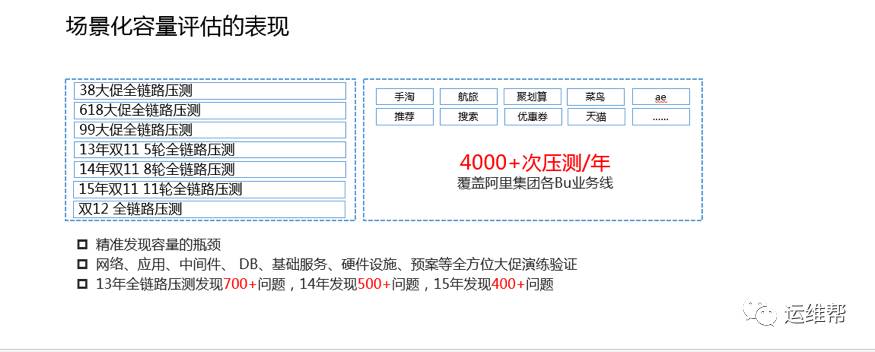 场景化容量评估的表现
38大促全链路压测
618大促全链路压测
99大促全链路压测
13年双11 5轮全链路压测
14年双11 8轮全链路压测
15年双11 11轮全链路压测
双12 全链路压测
手淘 航旅 聚划算 菜鸟 ae
推荐 搜索 优惠券 天猫 ......
4000+次压测/年
覆盖阿里集团各Bu业务线
精准发现容量的瓶颈
网络、应用、中间件、 DB、基础服务、硬件设施、预案等全方位大促演练验证
13年全链路压测发现700+问题，14年发现500+问题，15年发现400+问题
运维帮